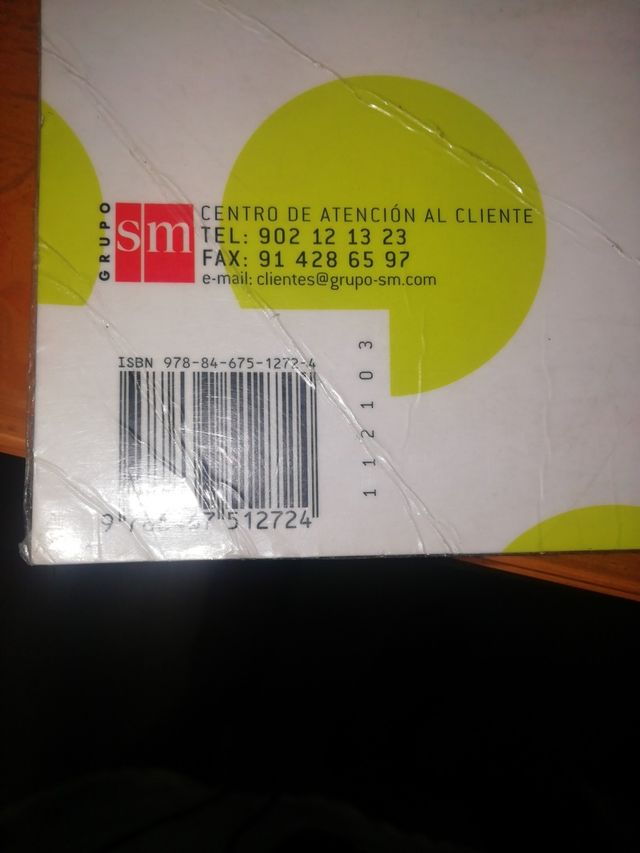 GRUPO
sm
CENTRO DE ATENCIÓN AL CLIENTE
TEL: 902 12 13 23
FAX: 91 428 65 97
e-mail: clientes@grupo-sm.com
ISBN 978-84-675-1272-4
112103
512724